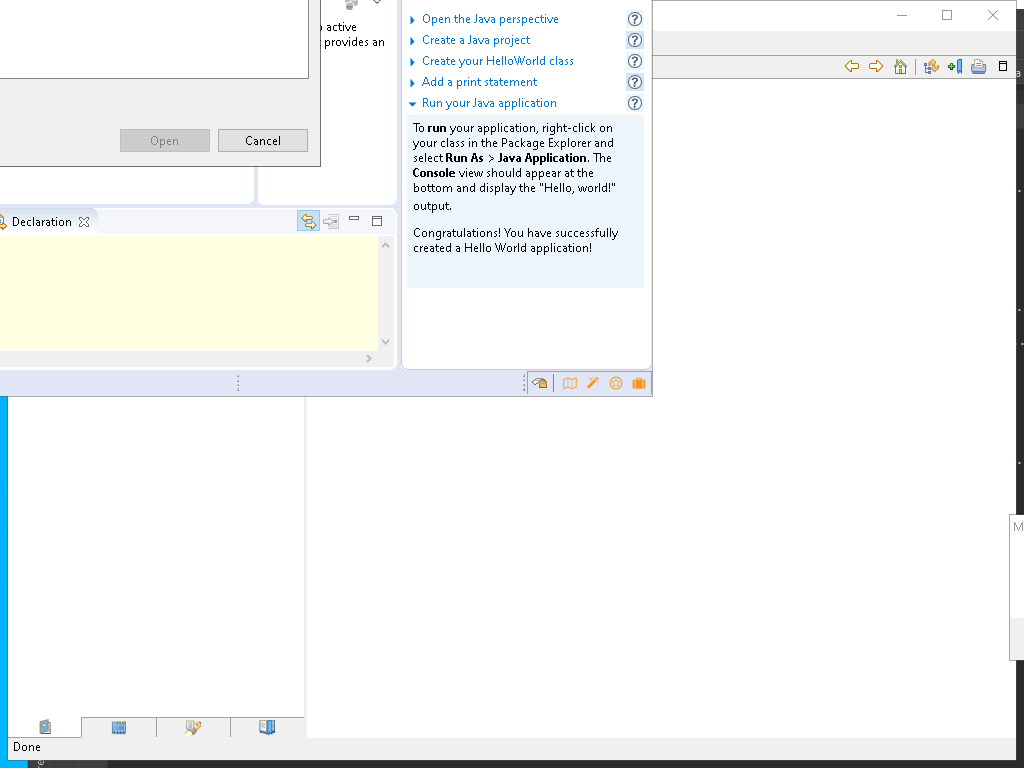 active
provides an
Open
Cancel
Declaration
Open the Java perspective
Create a Java project
Create your HelloWorld class
Add a print statement
Run your Java application
To run your application, right-click on
your class in the Package Explorer and
select Run As > Java Application. The
Console view should appear at the
bottom and display the "Hello, world!"
output.
Congratulations! You have successfully
created a Hello World application!
M
Done